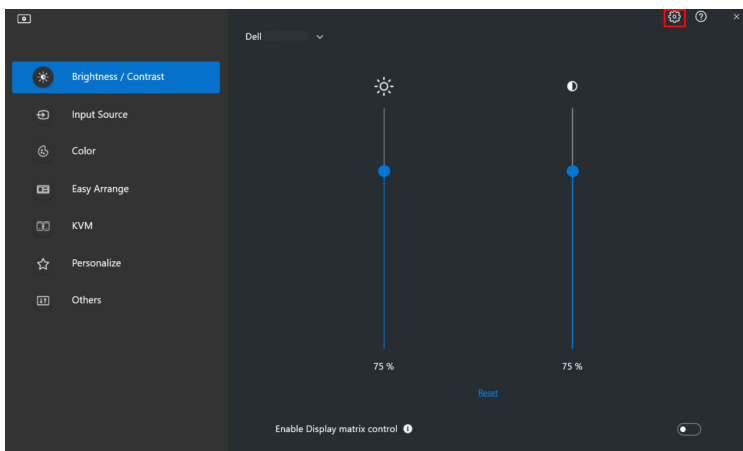 Dell
Brightness / Contrast
Input Source
Color
Easy Arrange
KVM
Personalize
Others
75 %
75 %
Reset
Enable Display matrix control